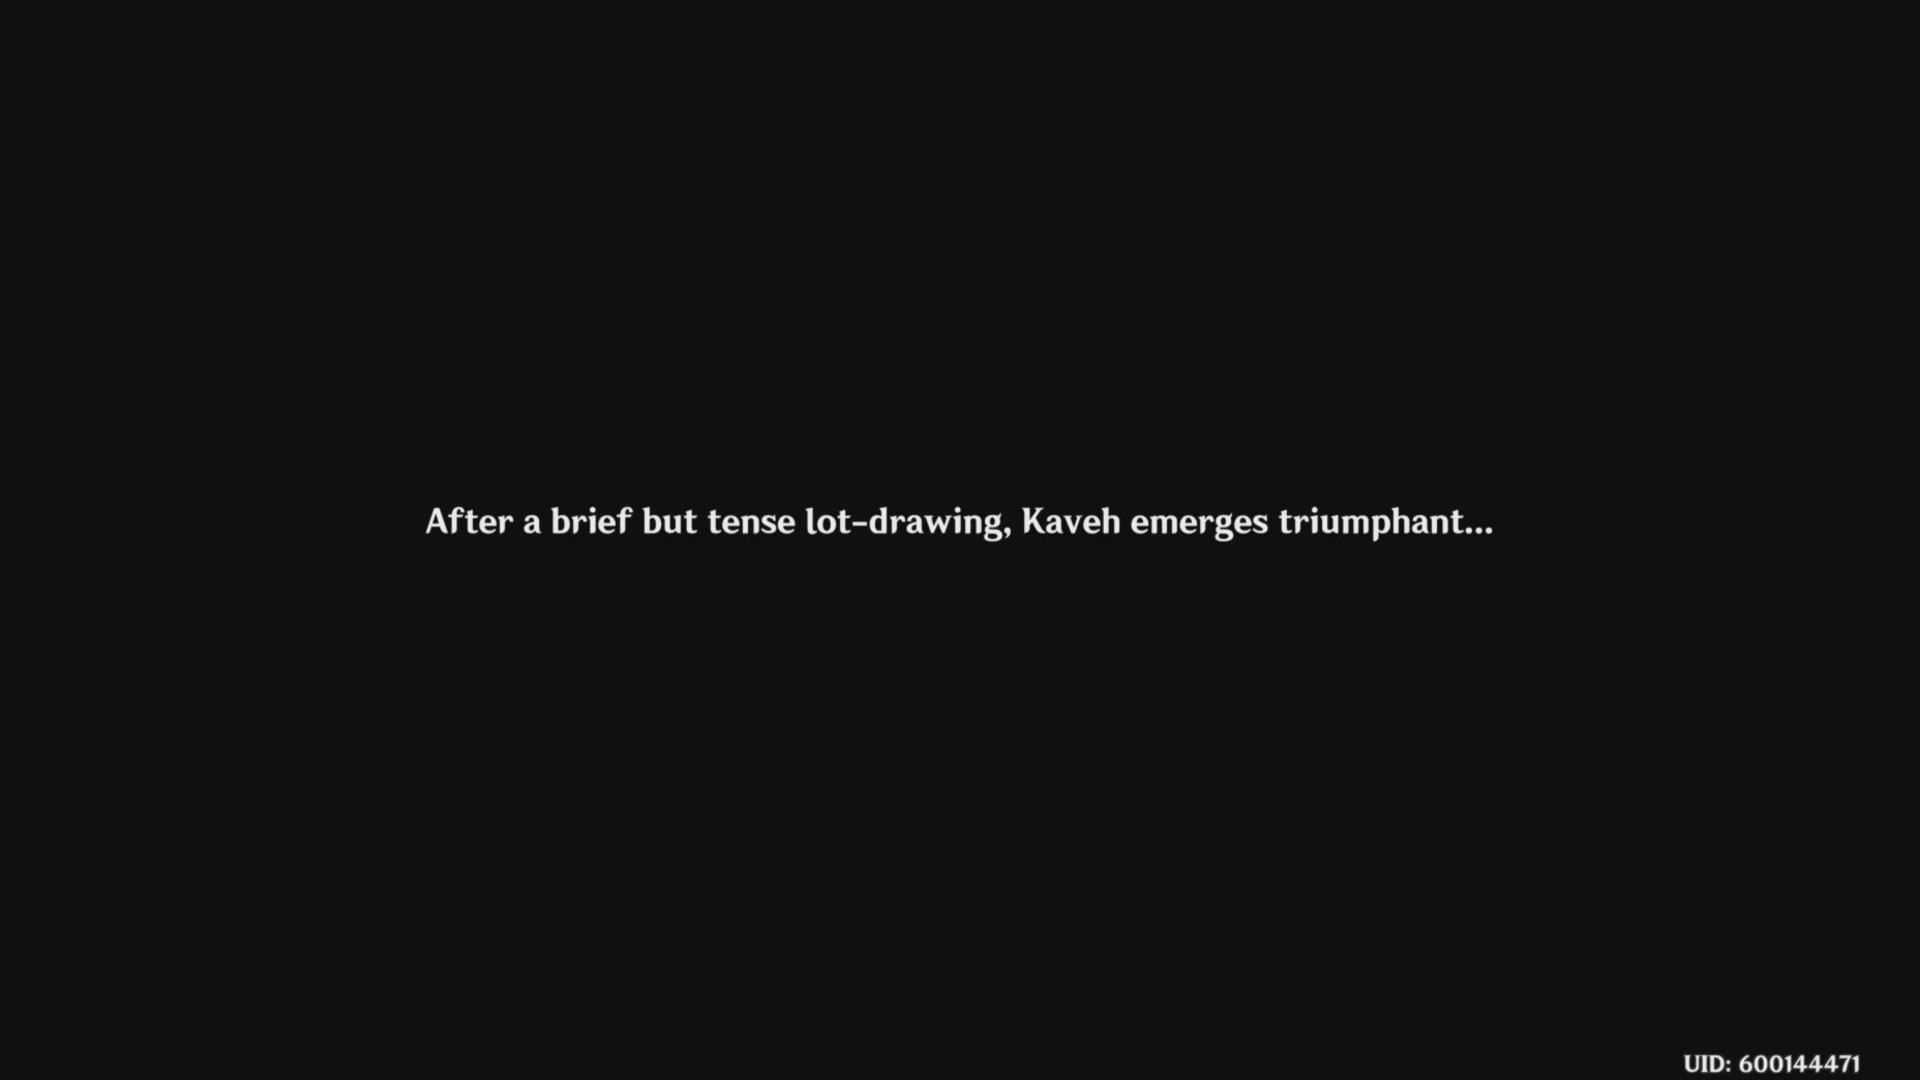 After a brief but tense lot-drawing, Kaveh emerges triumphant...
UID: 600144471